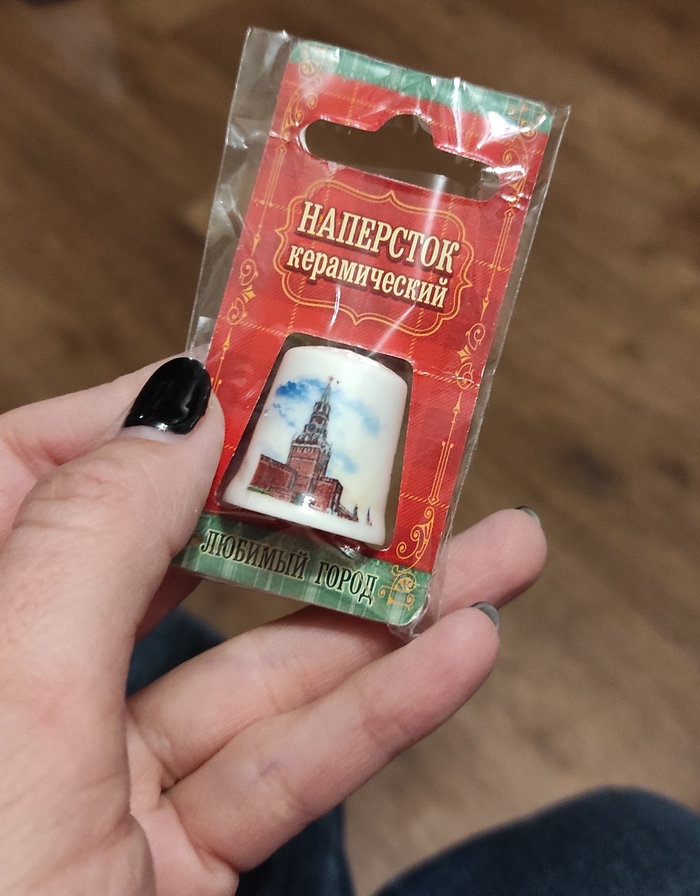 НАПЕРСТОК
керамический
ЛЮБИМЫЙ ГОРОД